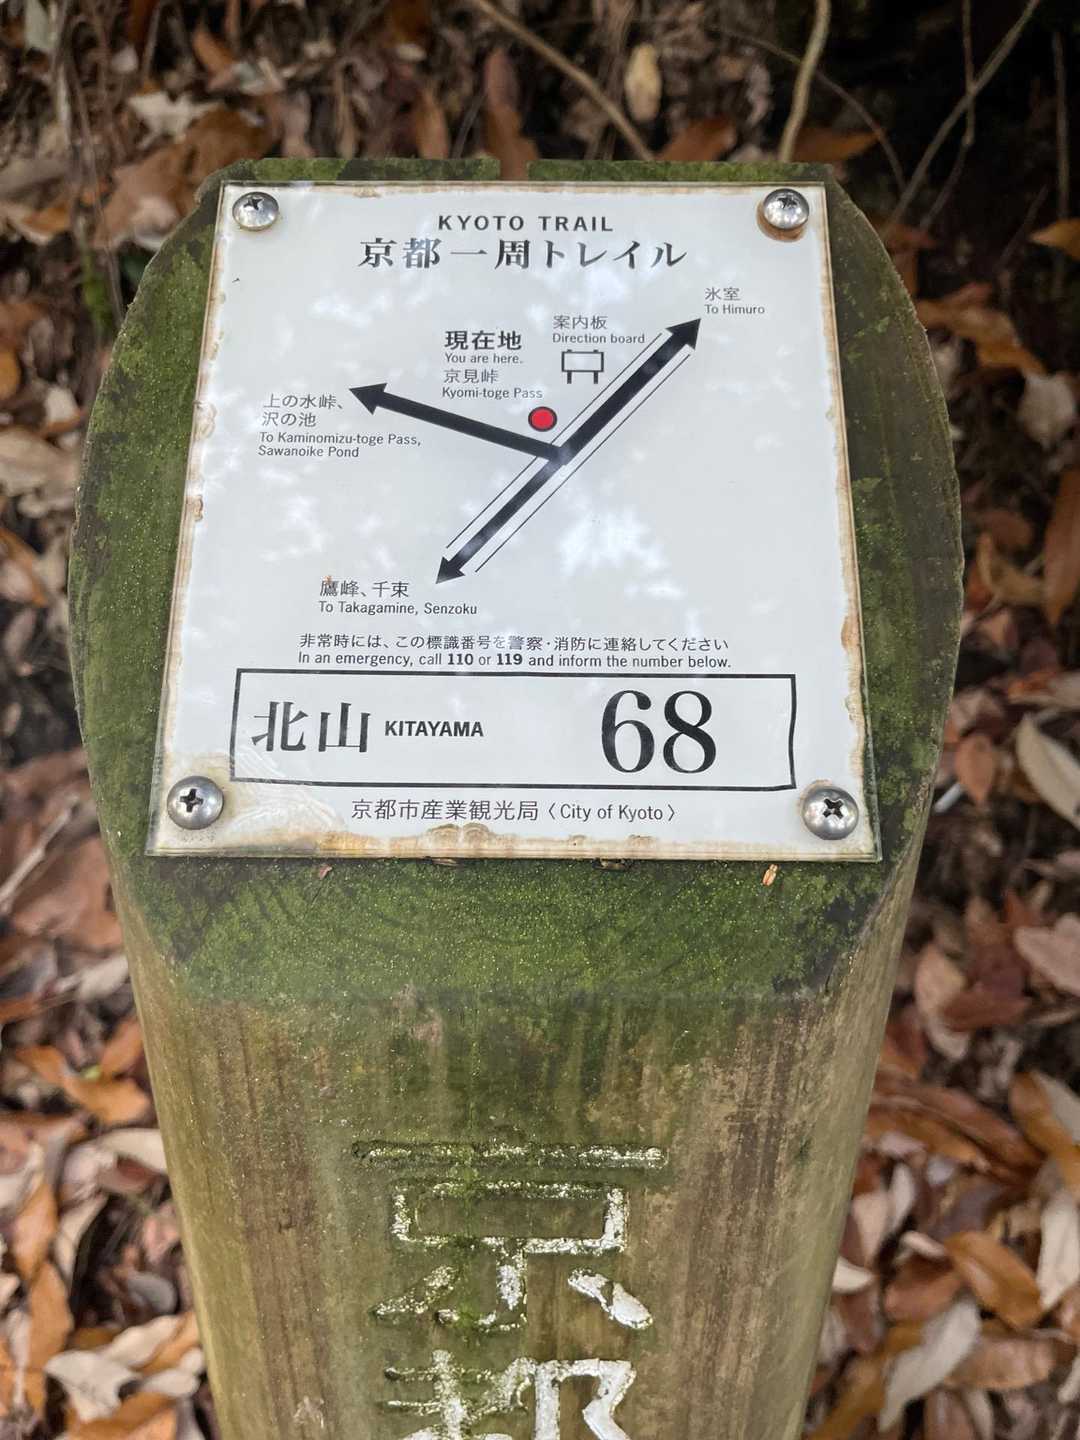 KYOTO TRAIL
京都一周トレイル
氷室
To Himuro
案内板
Direction board
現在地
You are here.
京見峠
Kyomi-toge Pass
上の水峠、
沢の池
To Kaminomizu-toge Pass,
Sawanoike Pond
鷹峰、千束
To Takagamine, Senzoku
非常時には、この標識番号を警察・消防に連絡してください
In an emergency, call 110 or 119 and inform the number below.
北山 KITAYAMA 68
京都市産業観光局〈City of Kyoto〉
京
都